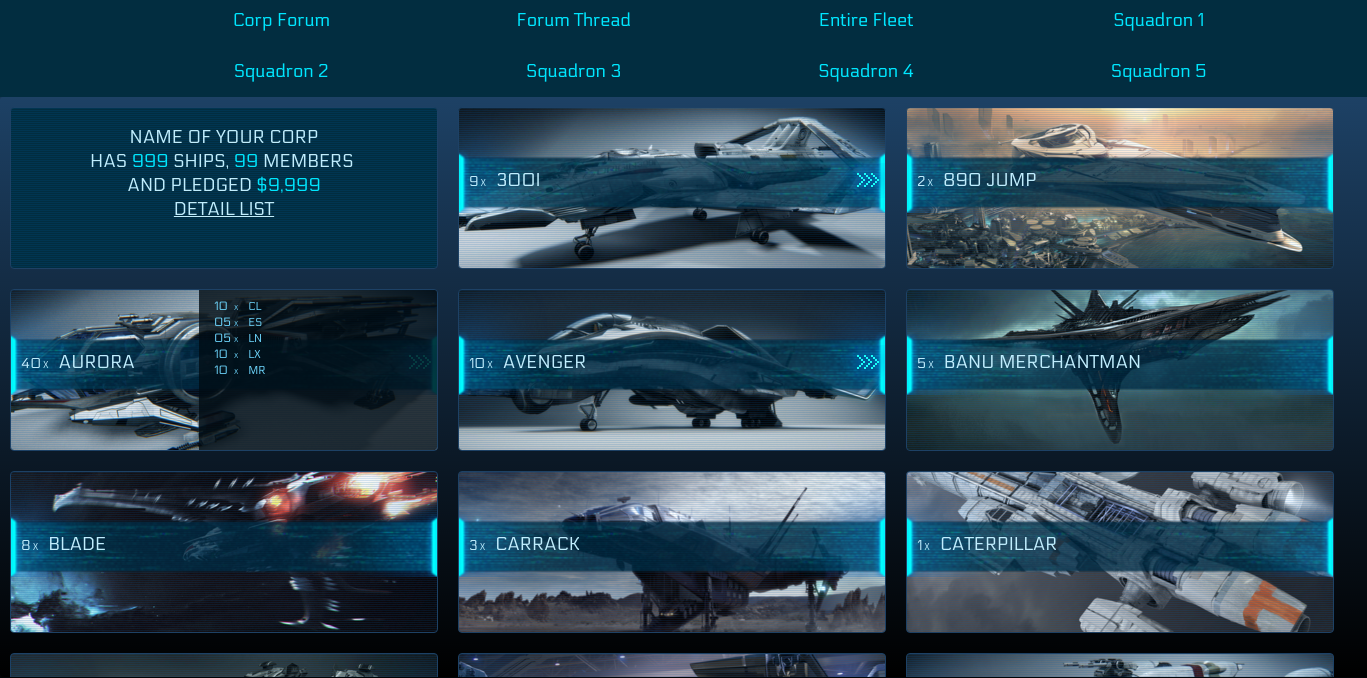 Corp Forum
Forum Thread
Entire Fleet
Squadron 1
Squadron 2
Squadron 3
Squadron 4
Squadron 5
NAME OF YOUR CORP
HAS 999 SHIPS, 99 MEMBERS
AND PLEDGED $9,999
DETAIL LIST
9x 300I
2x 890 JUMP
40x AURORA
10 x CL
05 x ES
05 x LN
10 x LX
10 x MR
10x AVENGER
5x BANU MERCHANTMAN
8x BLADE
3x CARRACK
1x CATERPILLAR